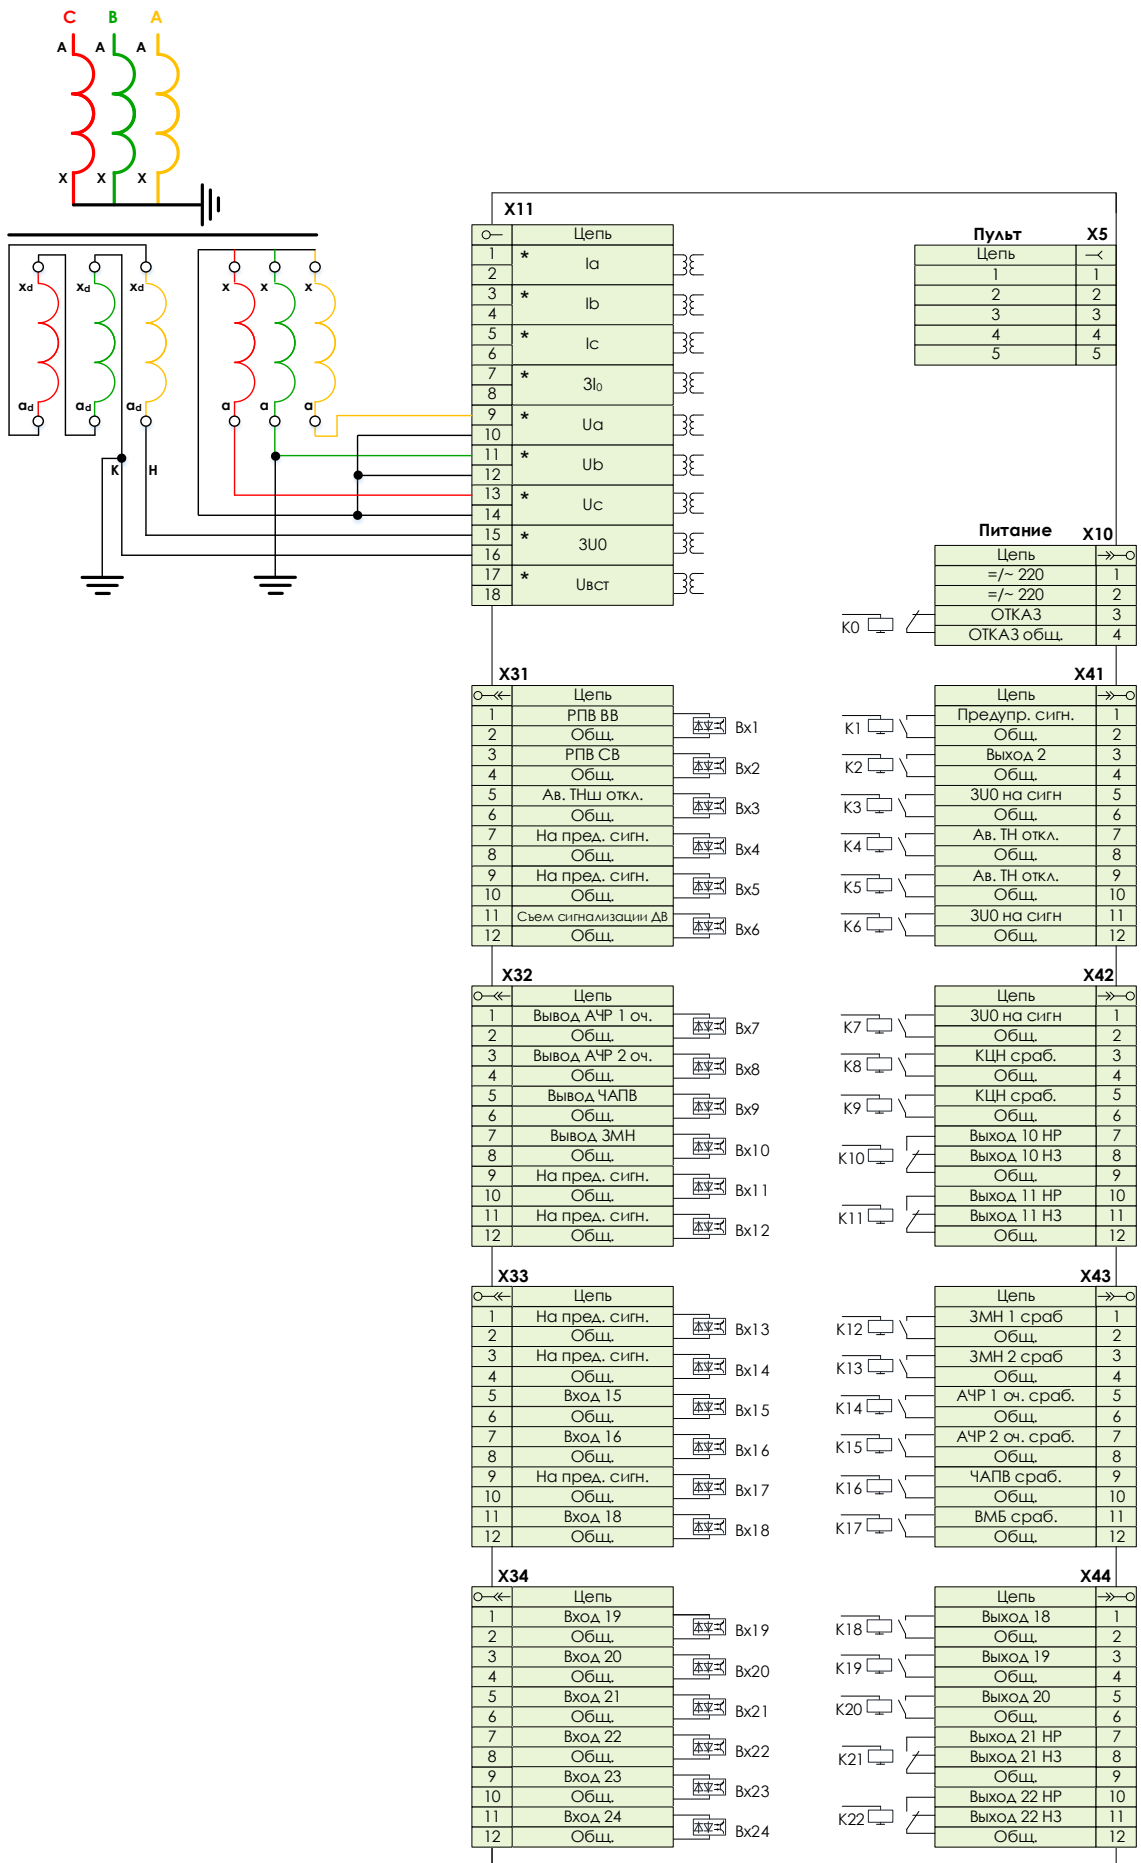 C B A
A A A
X X X
X11
Цепь
1 * Ia
2
3 * Ib
4
5 * Ic
6
7 * 3I₀
8
9 * Ua
10
11 * Ub
12
13 * Uc
14
15 * 3U0
16
17 * Uвст
18
xd xd xd x x x
ad ad ad a a a
К Н
Пульт X5
Цепь
1 1
2 2
3 3
4 4
5 5
Питание X10
Цепь
=/~ 220 1
=/~ 220 2
K0 ОТКАЗ 3
ОТКАЗ общ. 4
X31
Цепь
1 РПВ ВВ Вх1
2 Общ.
3 РПВ СВ Вх2
4 Общ.
5 Ав. ТНш откл. Вх3
6 Общ.
7 На пред. сигн. Вх4
8 Общ.
9 На пред. сигн. Вх5
10 Общ.
11 Съем сигнализации ДВ Вх6
12 Общ.
X41
Цепь
K1 Предупр. сигн. 1
Общ. 2
K2 Выход 2 3
Общ. 4
K3 3U0 на сигн 5
Общ. 6
K4 Ав. ТН откл. 7
Общ. 8
K5 Ав. ТН откл. 9
Общ. 10
K6 3U0 на сигн 11
Общ. 12
X32
Цепь
1 Вывод АЧР 1 оч. Вх7
2 Общ.
3 Вывод АЧР 2 оч. Вх8
4 Общ.
5 Вывод ЧАПВ Вх9
6 Общ.
7 Вывод ЗМН Вх10
8 Общ.
9 На пред. сигн. Вх11
10 Общ.
11 На пред. сигн. Вх12
12 Общ.
X42
Цепь
K7 3U0 на сигн 1
Общ. 2
K8 КЦН сраб. 3
Общ. 4
K9 КЦН сраб. 5
Общ. 6
K10 Выход 10 НР 7
Выход 10 НЗ 8
Общ. 9
K11 Выход 11 НР 10
Выход 11 НЗ 11
Общ. 12
X33
Цепь
1 На пред. сигн. Вх13
2 Общ.
3 На пред. сигн. Вх14
4 Общ.
5 Вход 15 Вх15
6 Общ.
7 Вход 16 Вх16
8 Общ.
9 На пред. сигн. Вх17
10 Общ.
11 Вход 18 Вх18
12 Общ.
X43
Цепь
K12 ЗМН 1 сраб 1
Общ. 2
K13 ЗМН 2 сраб 3
Общ. 4
K14 АЧР 1 оч. сраб. 5
Общ. 6
K15 АЧР 2 оч. сраб. 7
Общ. 8
K16 ЧАПВ сраб. 9
Общ. 10
K17 ВМБ сраб. 11
Общ. 12
X34
Цепь
1 Вход 19 Вх19
2 Общ.
3 Вход 20 Вх20
4 Общ.
5 Вход 21 Вх21
6 Общ.
7 Вход 22 Вх22
8 Общ.
9 Вход 23 Вх23
10 Общ.
11 Вход 24 Вх24
12 Общ.
X44
Цепь
K18 Выход 18 1
Общ. 2
K19 Выход 19 3
Общ. 4
K20 Выход 20 5
Общ. 6
K21 Выход 21 НР 7
Выход 21 НЗ 8
Общ. 9
K22 Выход 22 НР 10
Выход 22 НЗ 11
Общ. 12